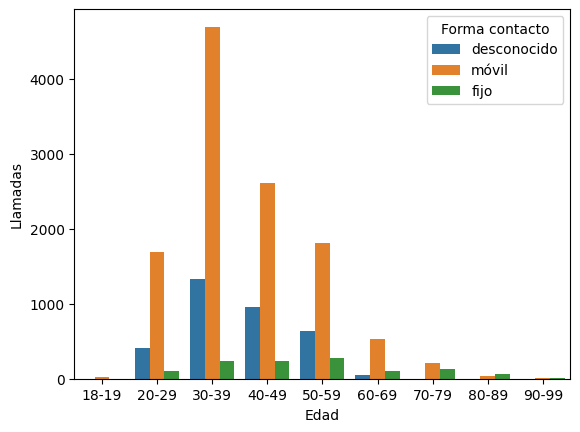 Forma contacto
desconocido
móvil
fijo
Llamadas
4000
3000
2000
1000
0
18-19 20-29 30-39 40-49 50-59 60-69 70-79 80-89 90-99
Edad